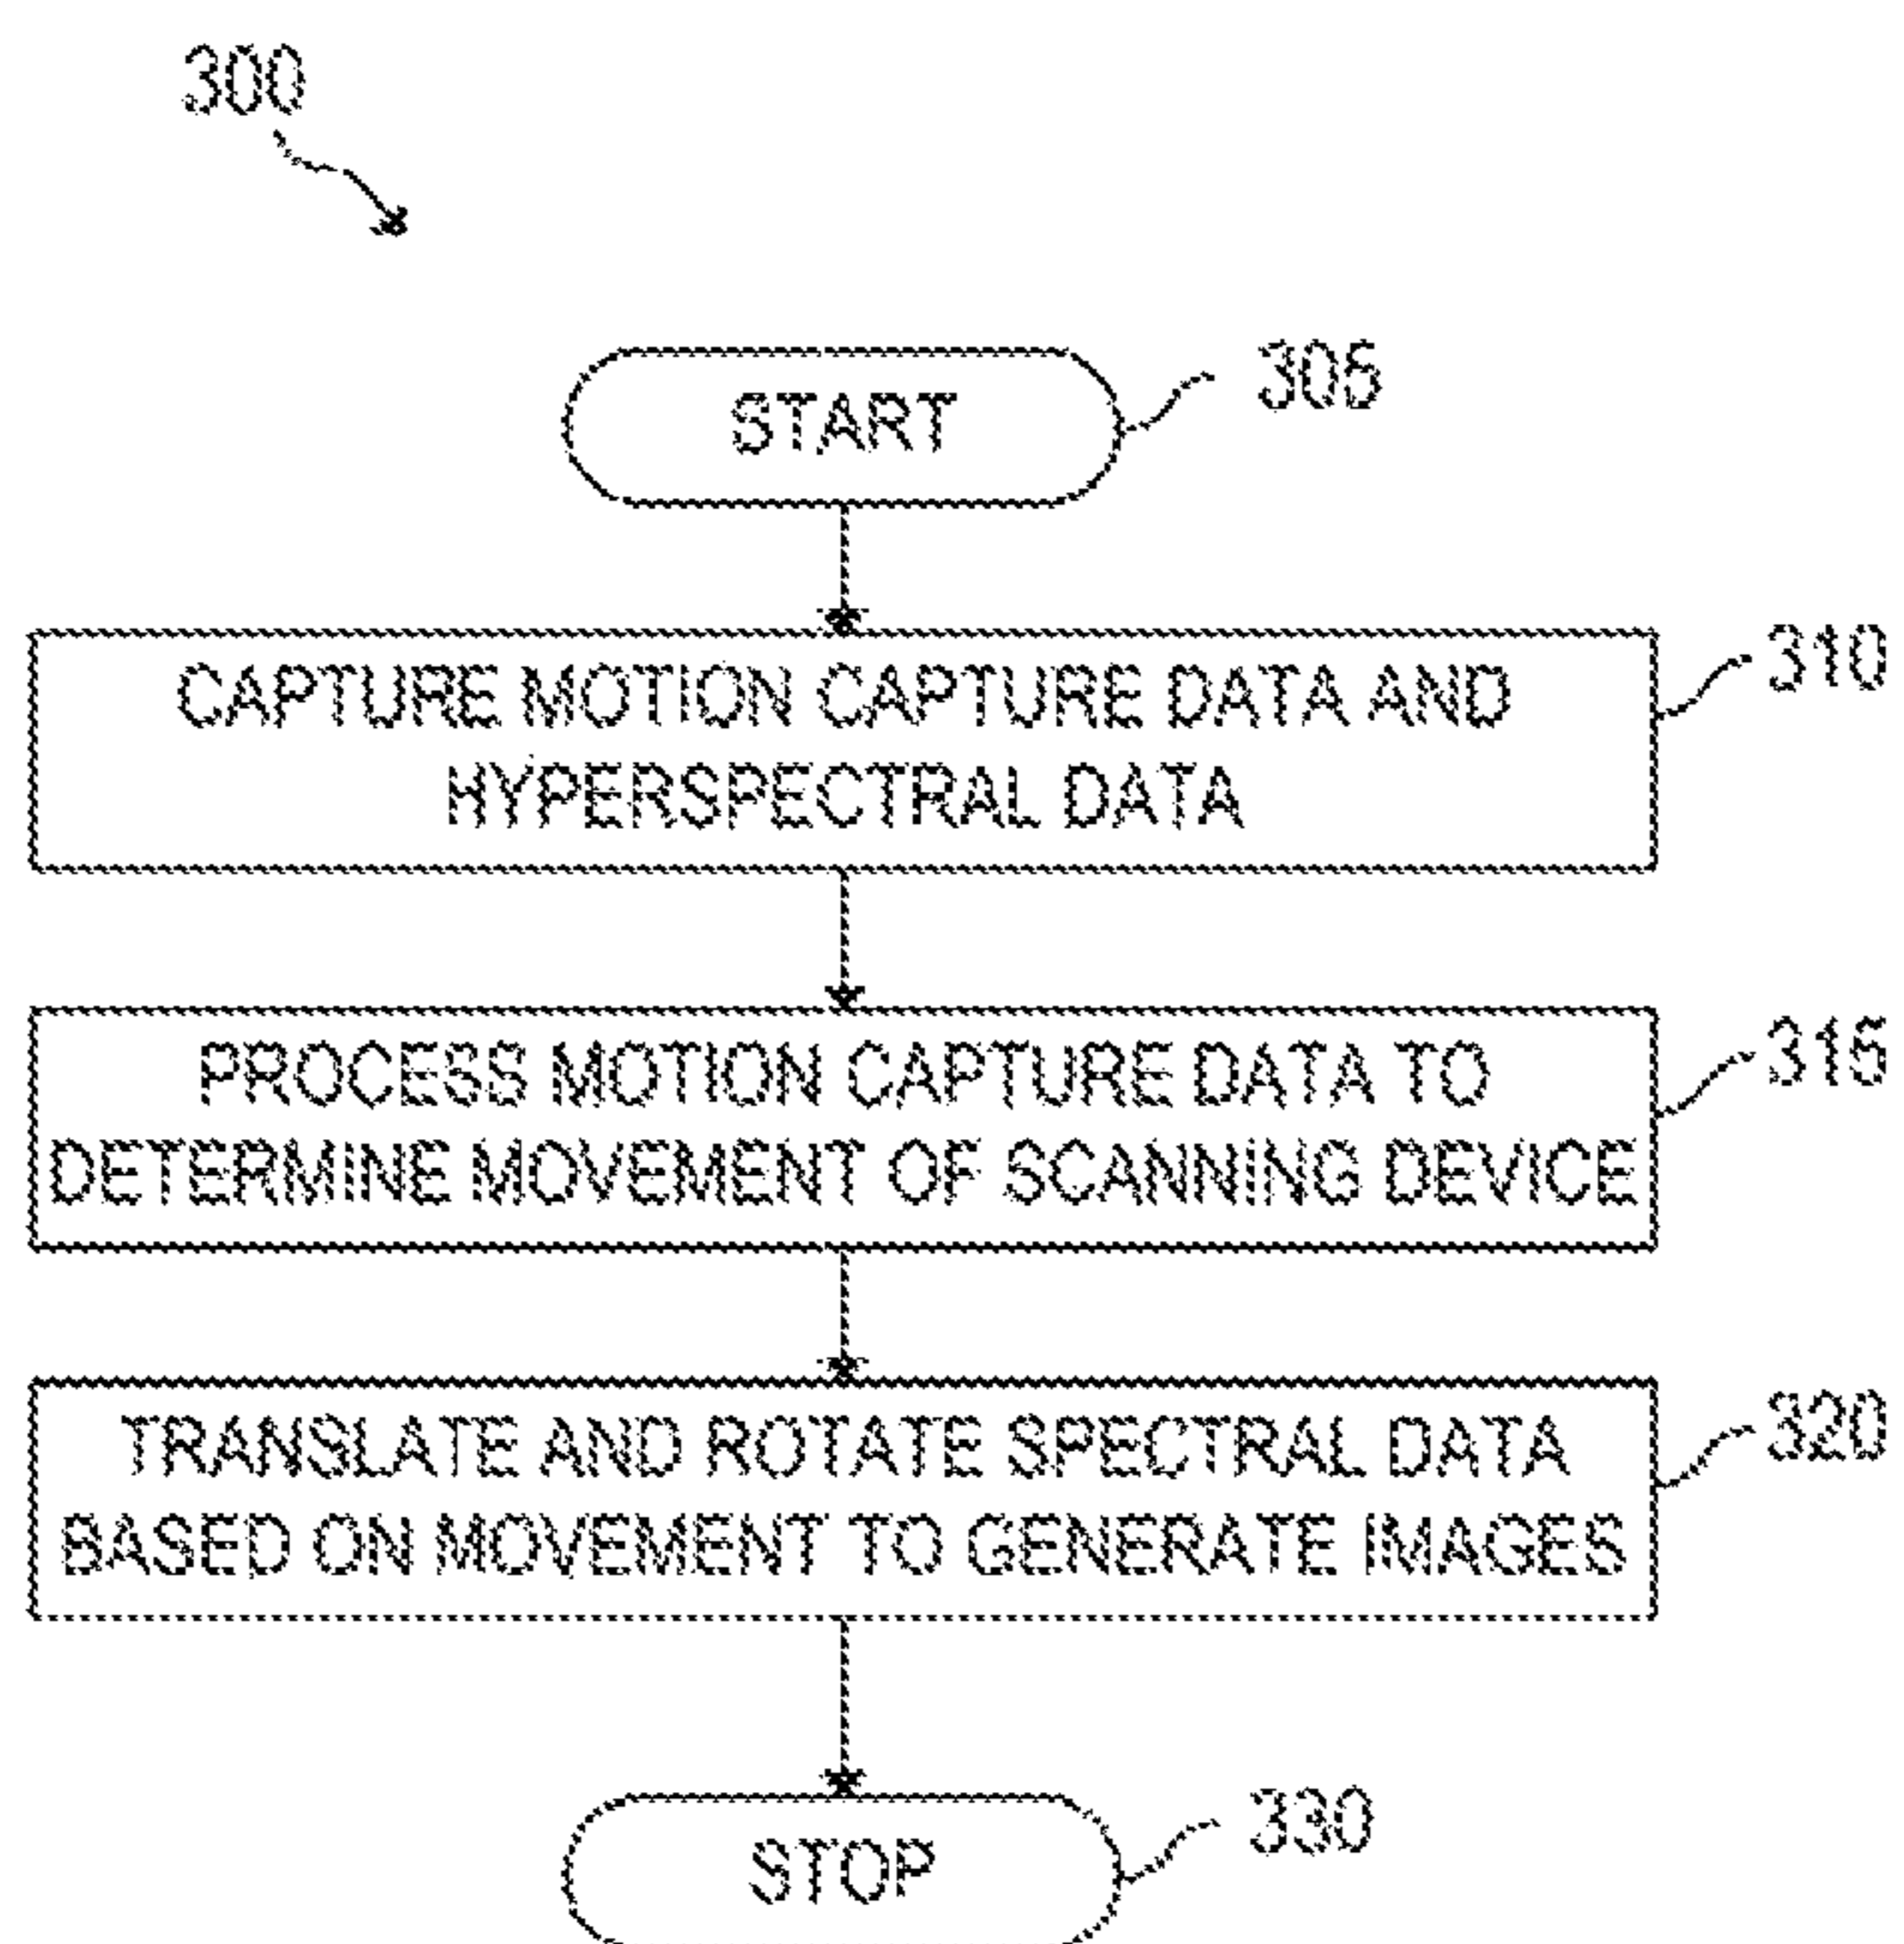 300
START
305
CAPTURE MOTION CAPTURE DATA AND
HYPERSPECTRAL DATA
310
PROCESS MOTION CAPTURE DATA TO
DETERMINE MOVEMENT OF SCANNING DEVICE
315
TRANSLATE AND ROTATE SPECTRAL DATA
BASED ON MOVEMENT TO GENERATE IMAGES
320
STOP
330